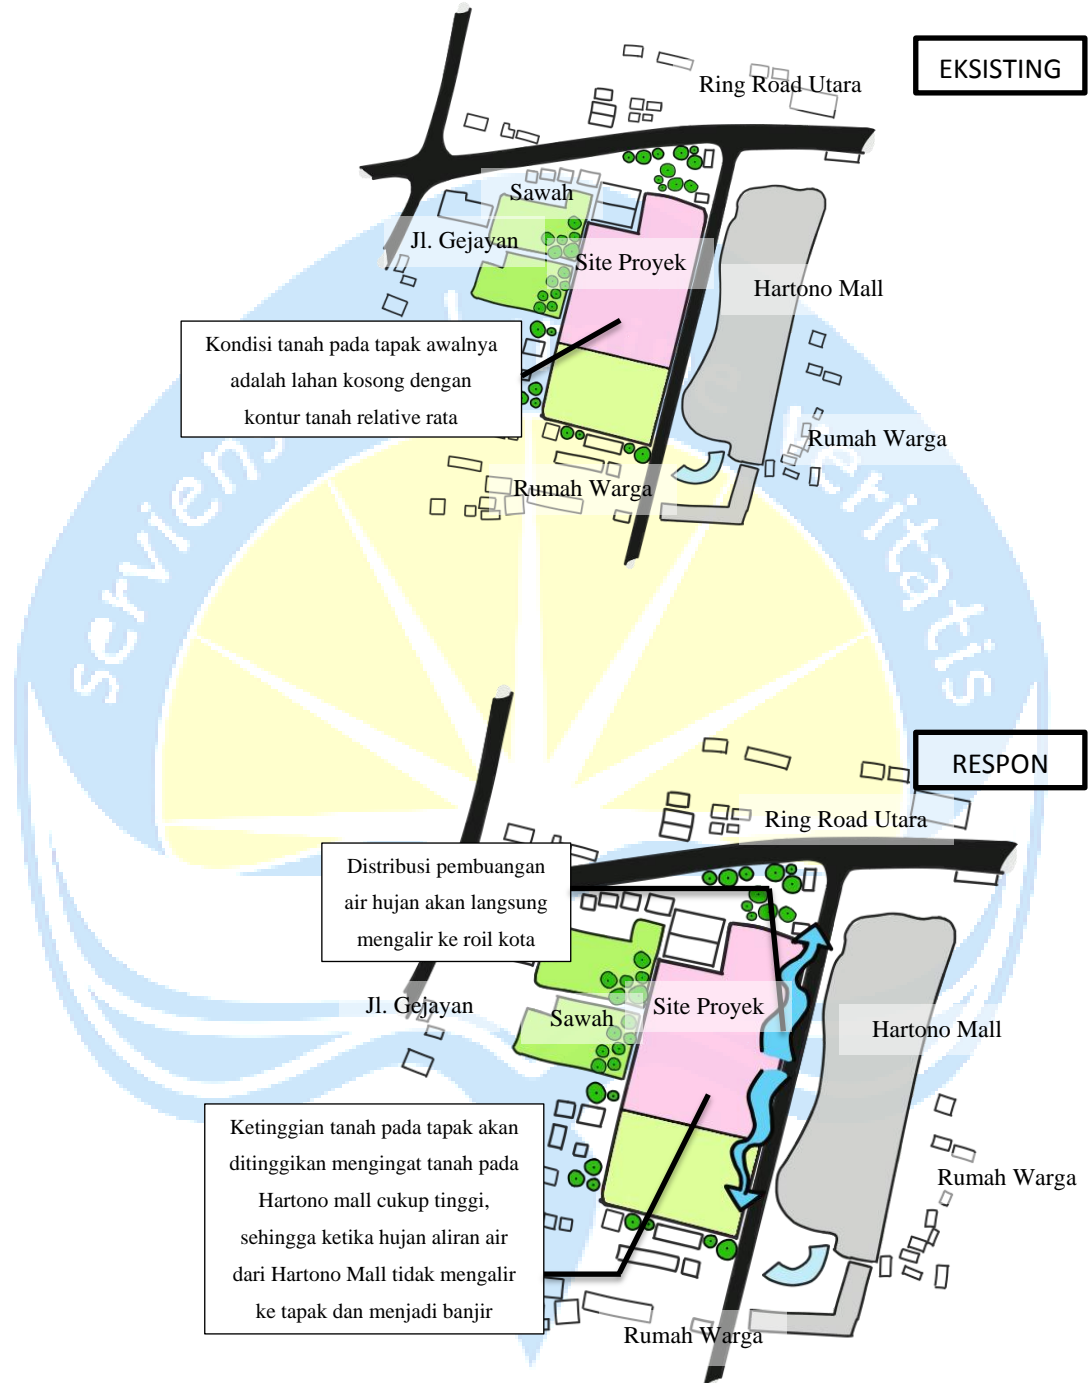 EKSISTING
Ring Road Utara
Sawah
Jl. Gejayan
Site Proyek
Hartono Mall
Kondisi tanah pada tapak awalnya
adalah lahan kosong dengan
kontur tanah relative rata
Rumah Warga
Rumah Warga
serviens
veritatis
RESPON
Ring Road Utara
Distribusi pembuangan
air hujan akan langsung
mengalir ke roil kota
Jl. Gejayan
Sawah
Site Proyek
Hartono Mall
Ketinggian tanah pada tapak akan
ditinggikan mengingat tanah pada
Hartono mall cukup tinggi,
sehingga ketika hujan aliran air
dari Hartono Mall tidak mengalir
ke tapak dan menjadi banjir
Rumah Warga
Rumah Warga